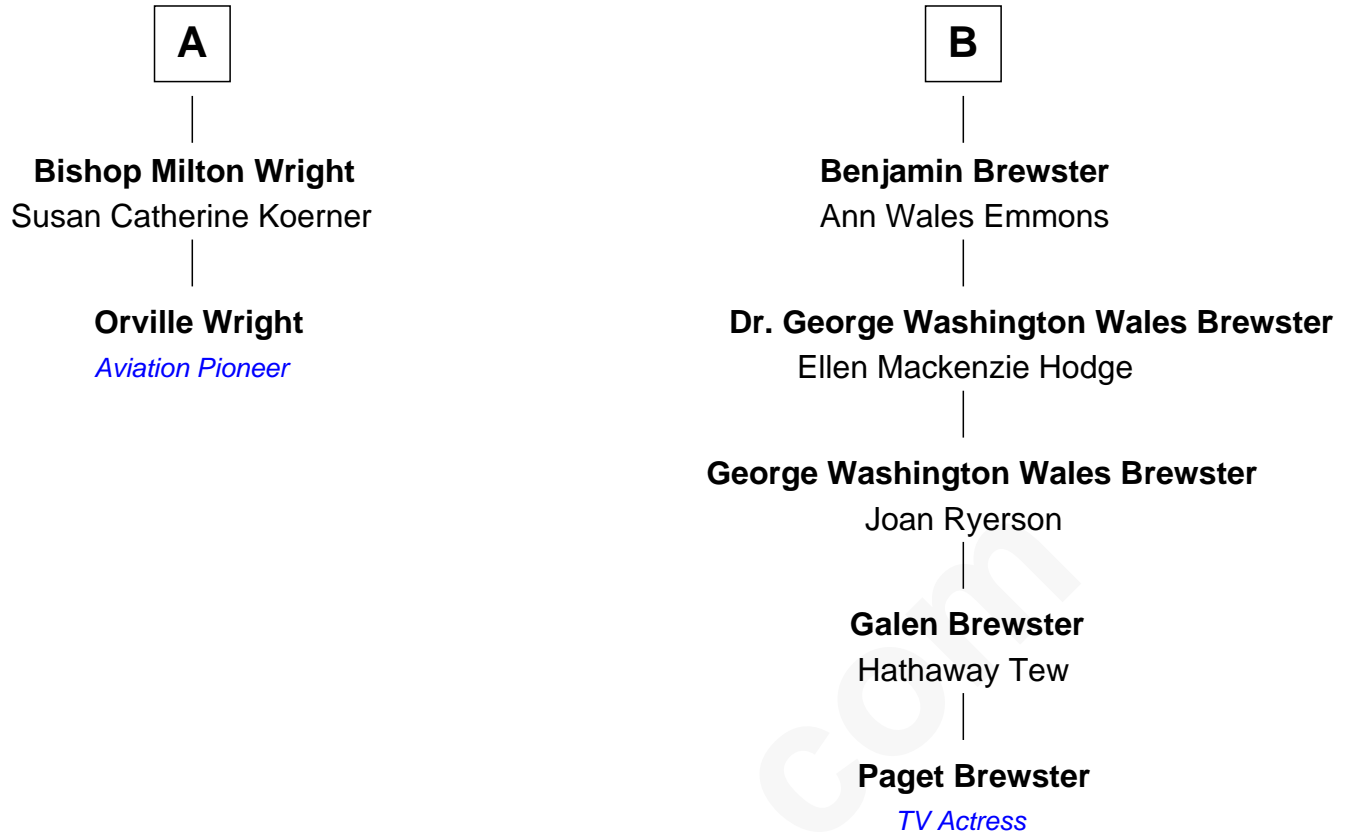 A
Bishop Milton Wright
Susan Catherine Koerner
Orville Wright
Aviation Pioneer
B
Benjamin Brewster
Ann Wales Emmons
Dr. George Washington Wales Brewster
Ellen Mackenzie Hodge
George Washington Wales Brewster
Joan Ryerson
Galen Brewster
Hathaway Tew
Paget Brewster
TV Actress
com